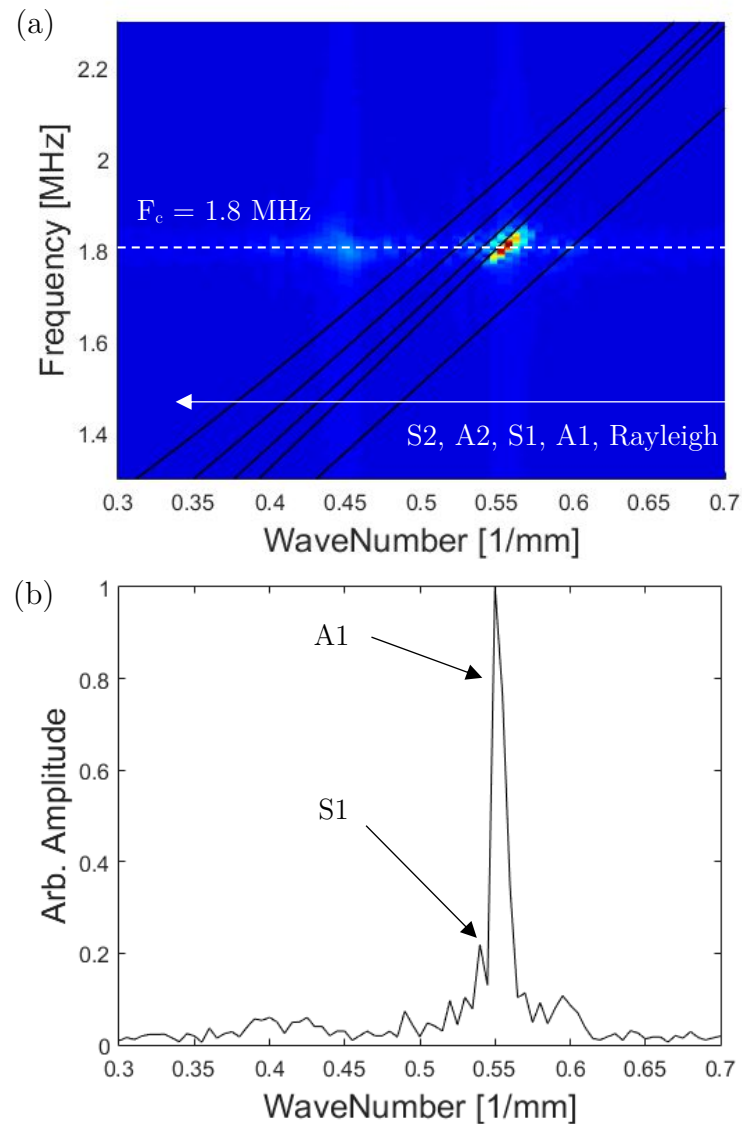 (a)
2.2
2
1.8
1.6
1.4
Frequency [MHz]
F_c = 1.8 MHz
S2, A2, S1, A1, Rayleigh
0.3 0.35 0.4 0.45 0.5 0.55 0.6 0.65 0.7
WaveNumber [1/mm]
(b)
1
0.8
0.6
0.4
0.2
0
Arb. Amplitude
A1
S1
0.3 0.35 0.4 0.45 0.5 0.55 0.6 0.65 0.7
WaveNumber [1/mm]